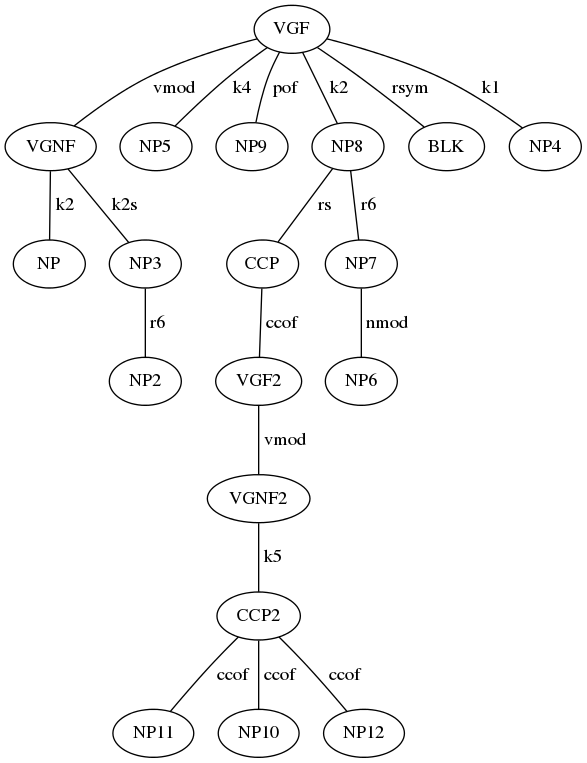 VGF
vmod k4 pof k2 rsym k1
VGNF NP5 NP9 NP8 BLK NP4
k2 k2s rs r6
NP NP3 CCP NP7
r6 ccof nmod
NP2 VGF2 NP6
vmod
VGNF2
k5
CCP2
ccof ccof ccof
NP11 NP10 NP12